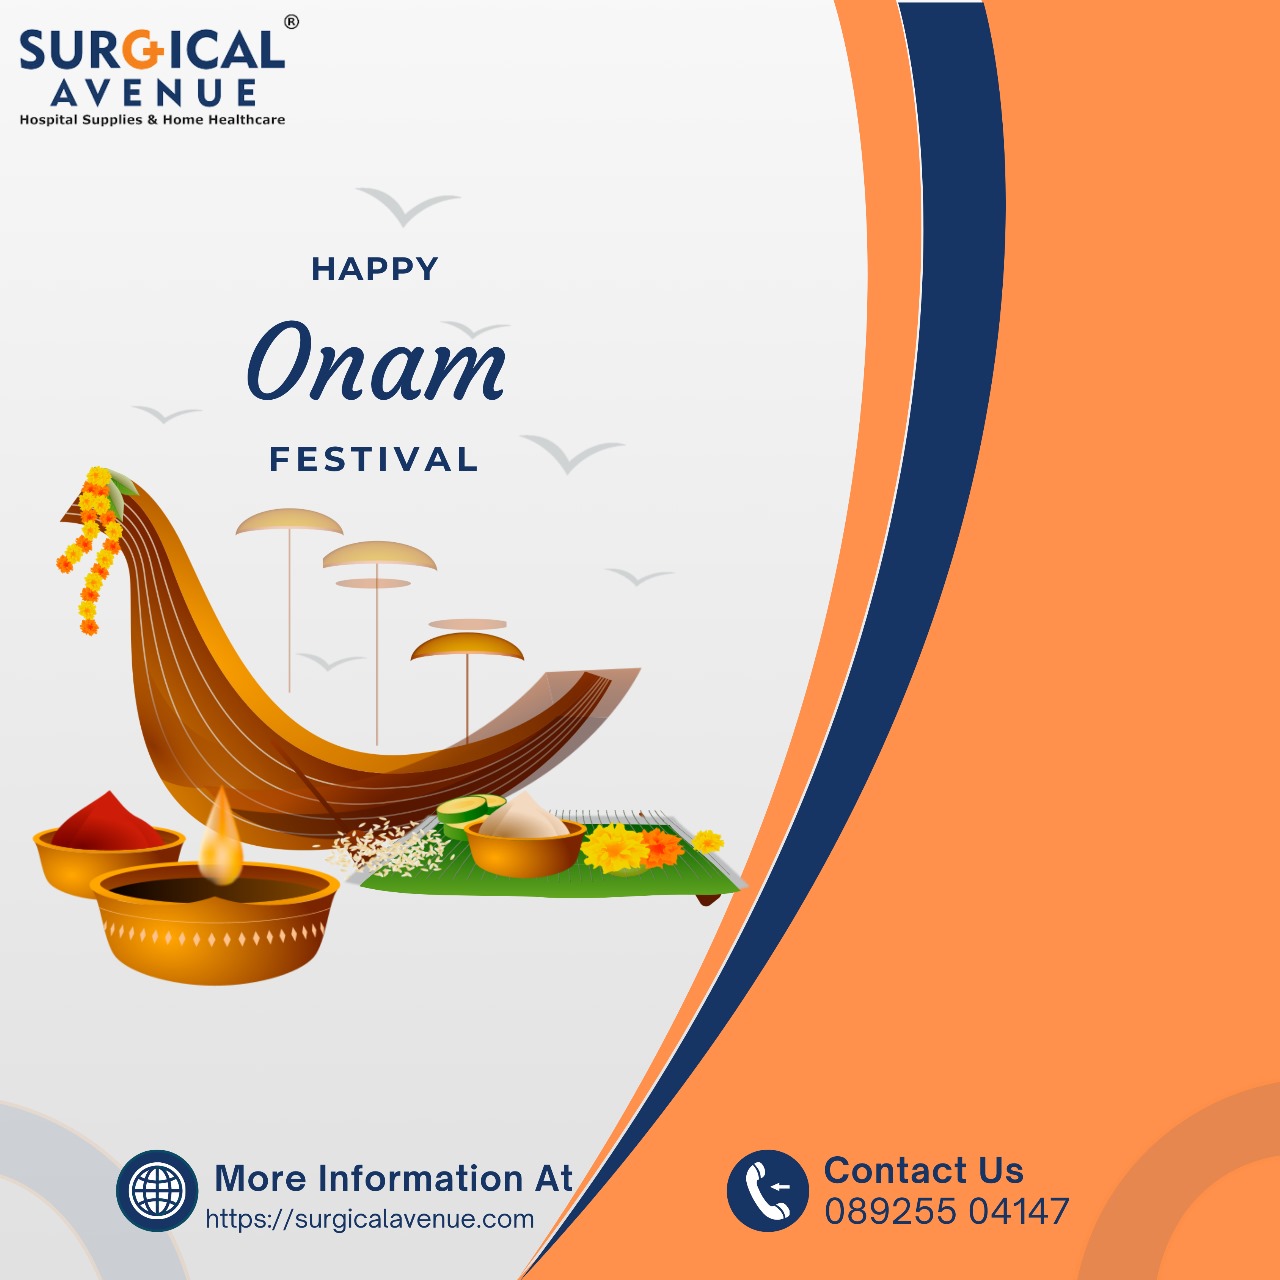 SURGICAL®
AVENUE
Hospital Supplies & Home Healthcare
HAPPY
Onam
FESTIVAL
More Information At
https://surgicalavenue.com
Contact Us
089255 04147